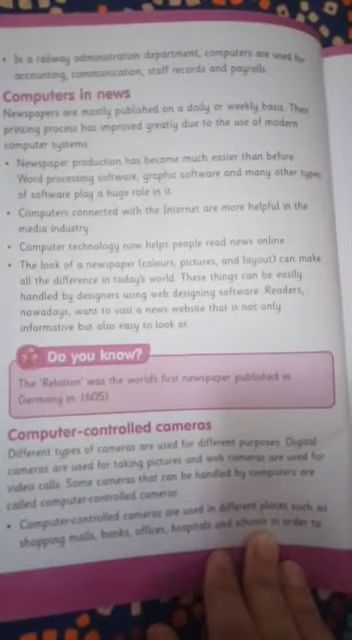 • In a railway administration department, computers are used for
accounting, communication, staff records and payrolls.
Computers in news
Newspapers are mostly published on a daily or weekly basis. Their
printing process has improved greatly due to the use of modern
computer systems.
• Newspaper production has become much easier than before.
Word processing software, graphic software and many other types
of software play a huge role in it.
• Computers connected with the Internet are more helpful in the
media industry.
• Computer technology now helps people read news online.
• The look of a newspaper (colours, pictures, and layout) can make
all the difference in today's world. These things can be easily
handled by designers using web designing software. Readers,
nowadays, want to visit a news website that is not only
informative but also easy to look at.
Do you know?
The 'Relation' was the world's first newspaper published in
Germany in 1605!
Computer-controlled cameras
Different types of cameras are used for different purposes. Digital
cameras are used for taking pictures and web cameras are used for
video calls. Some cameras that can be handled by computers are
called computer-controlled cameras.
• Computer-controlled cameras are used in different places such as
shopping malls, banks, offices, hospitals and schools in order to